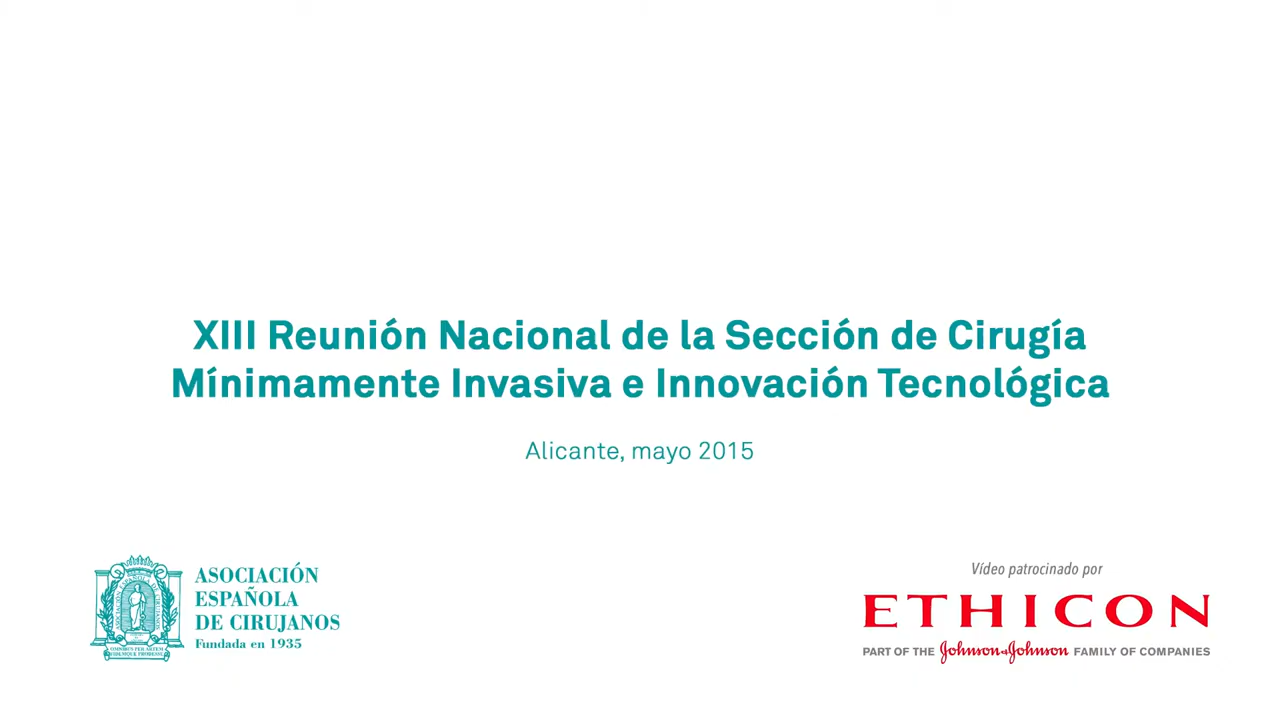 XIII Reunión Nacional de la Sección de Cirugía
Mínimamente Invasiva e Innovación Tecnológica
Alicante, mayo 2015
ASOCIACIÓN
ESPAÑOLA
DE CIRUJANOS
Fundada en 1935
Vídeo patrocinado por
ETHICON
PART OF THE Johnson & Johnson FAMILY OF COMPANIES